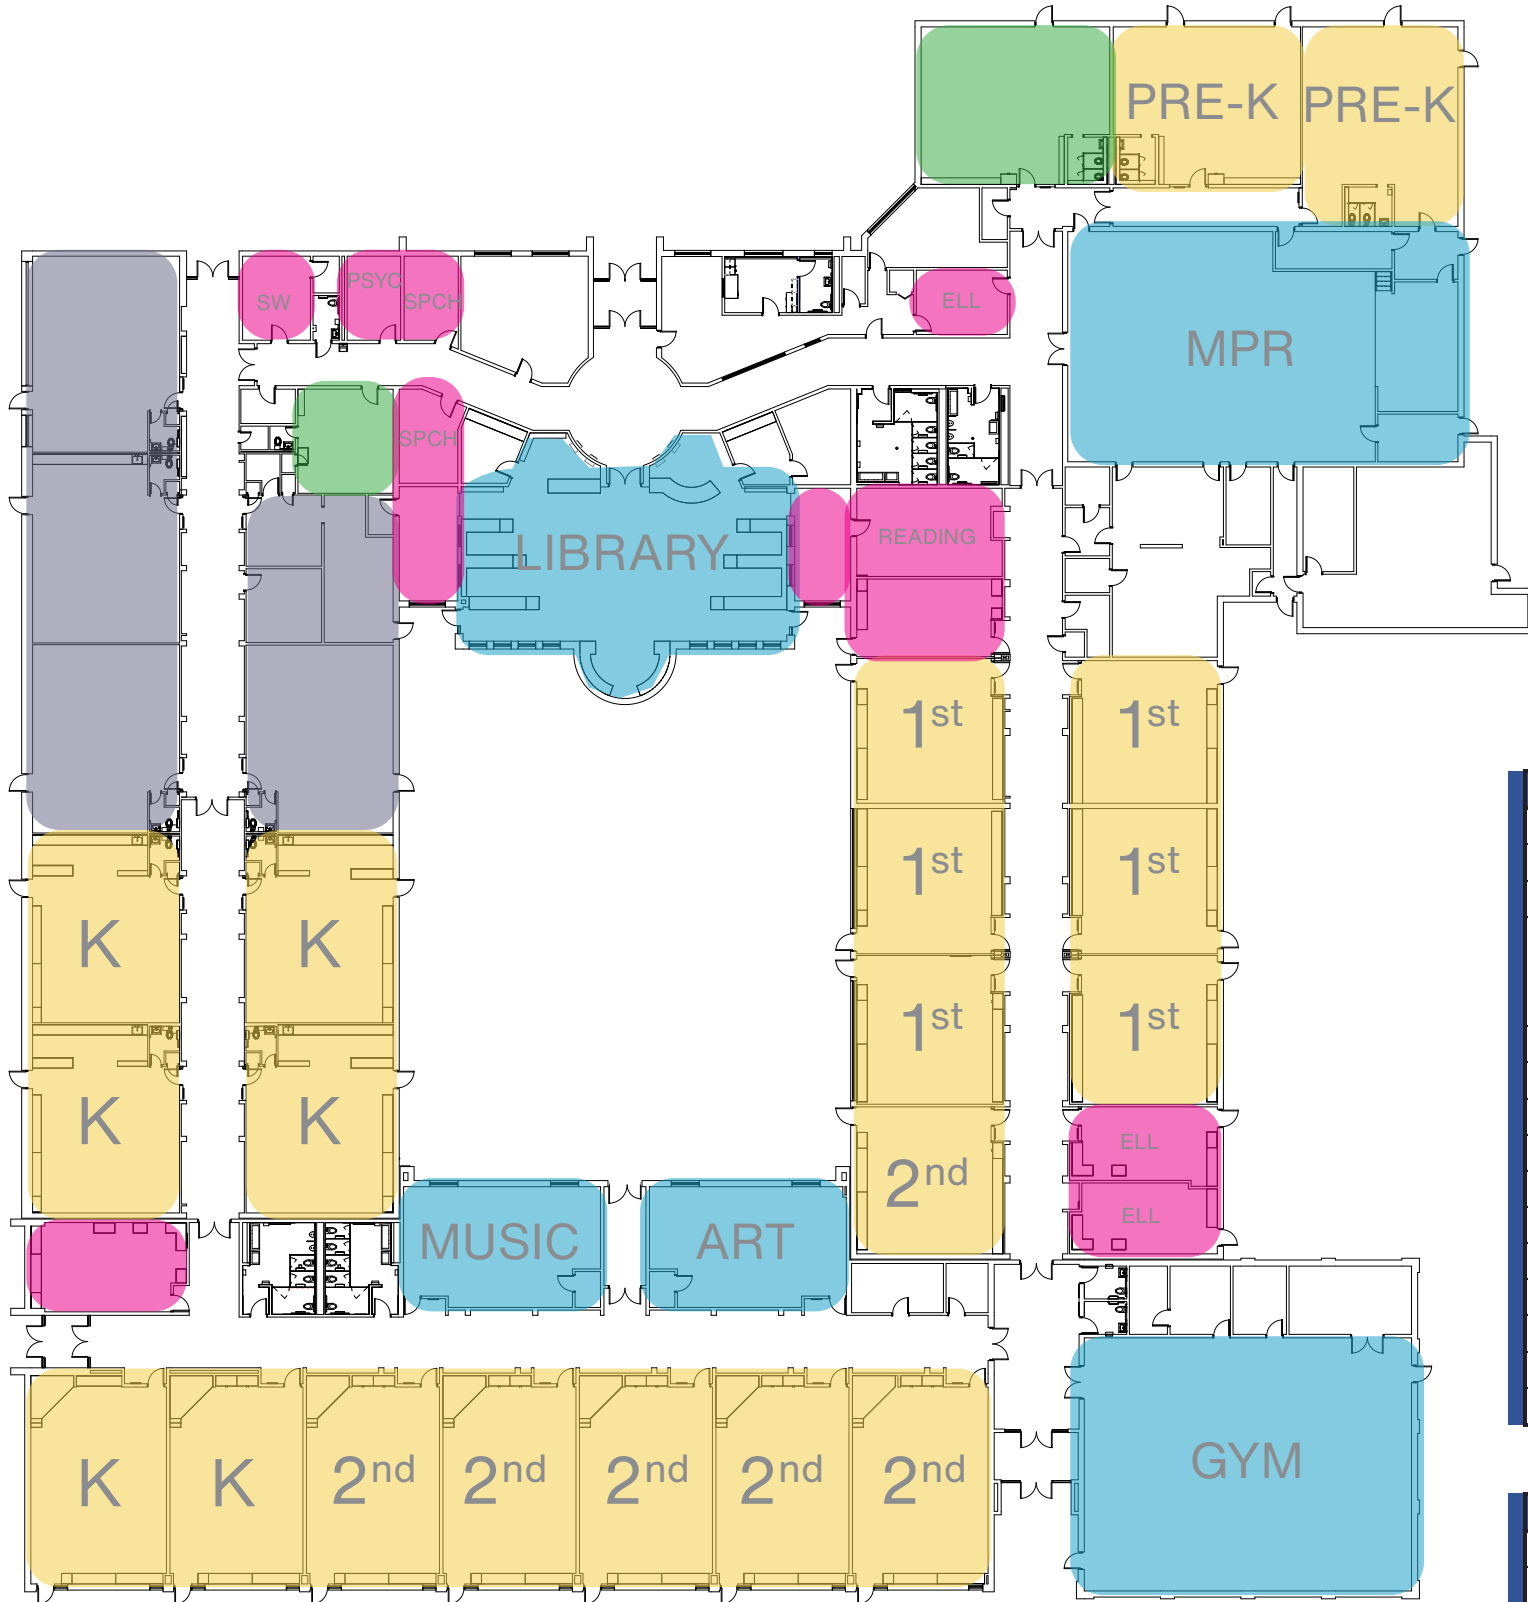 PRE-K
PRE-K
PSYC
SW
SPCH
ELL
MPR
SPCH
LIBRARY
READING
1st
1st
1st
1st
K
K
1st
1st
K
K
ELL
2nd
ELL
MUSIC
ART
K
K
2nd
2nd
2nd
2nd
2nd
GYM